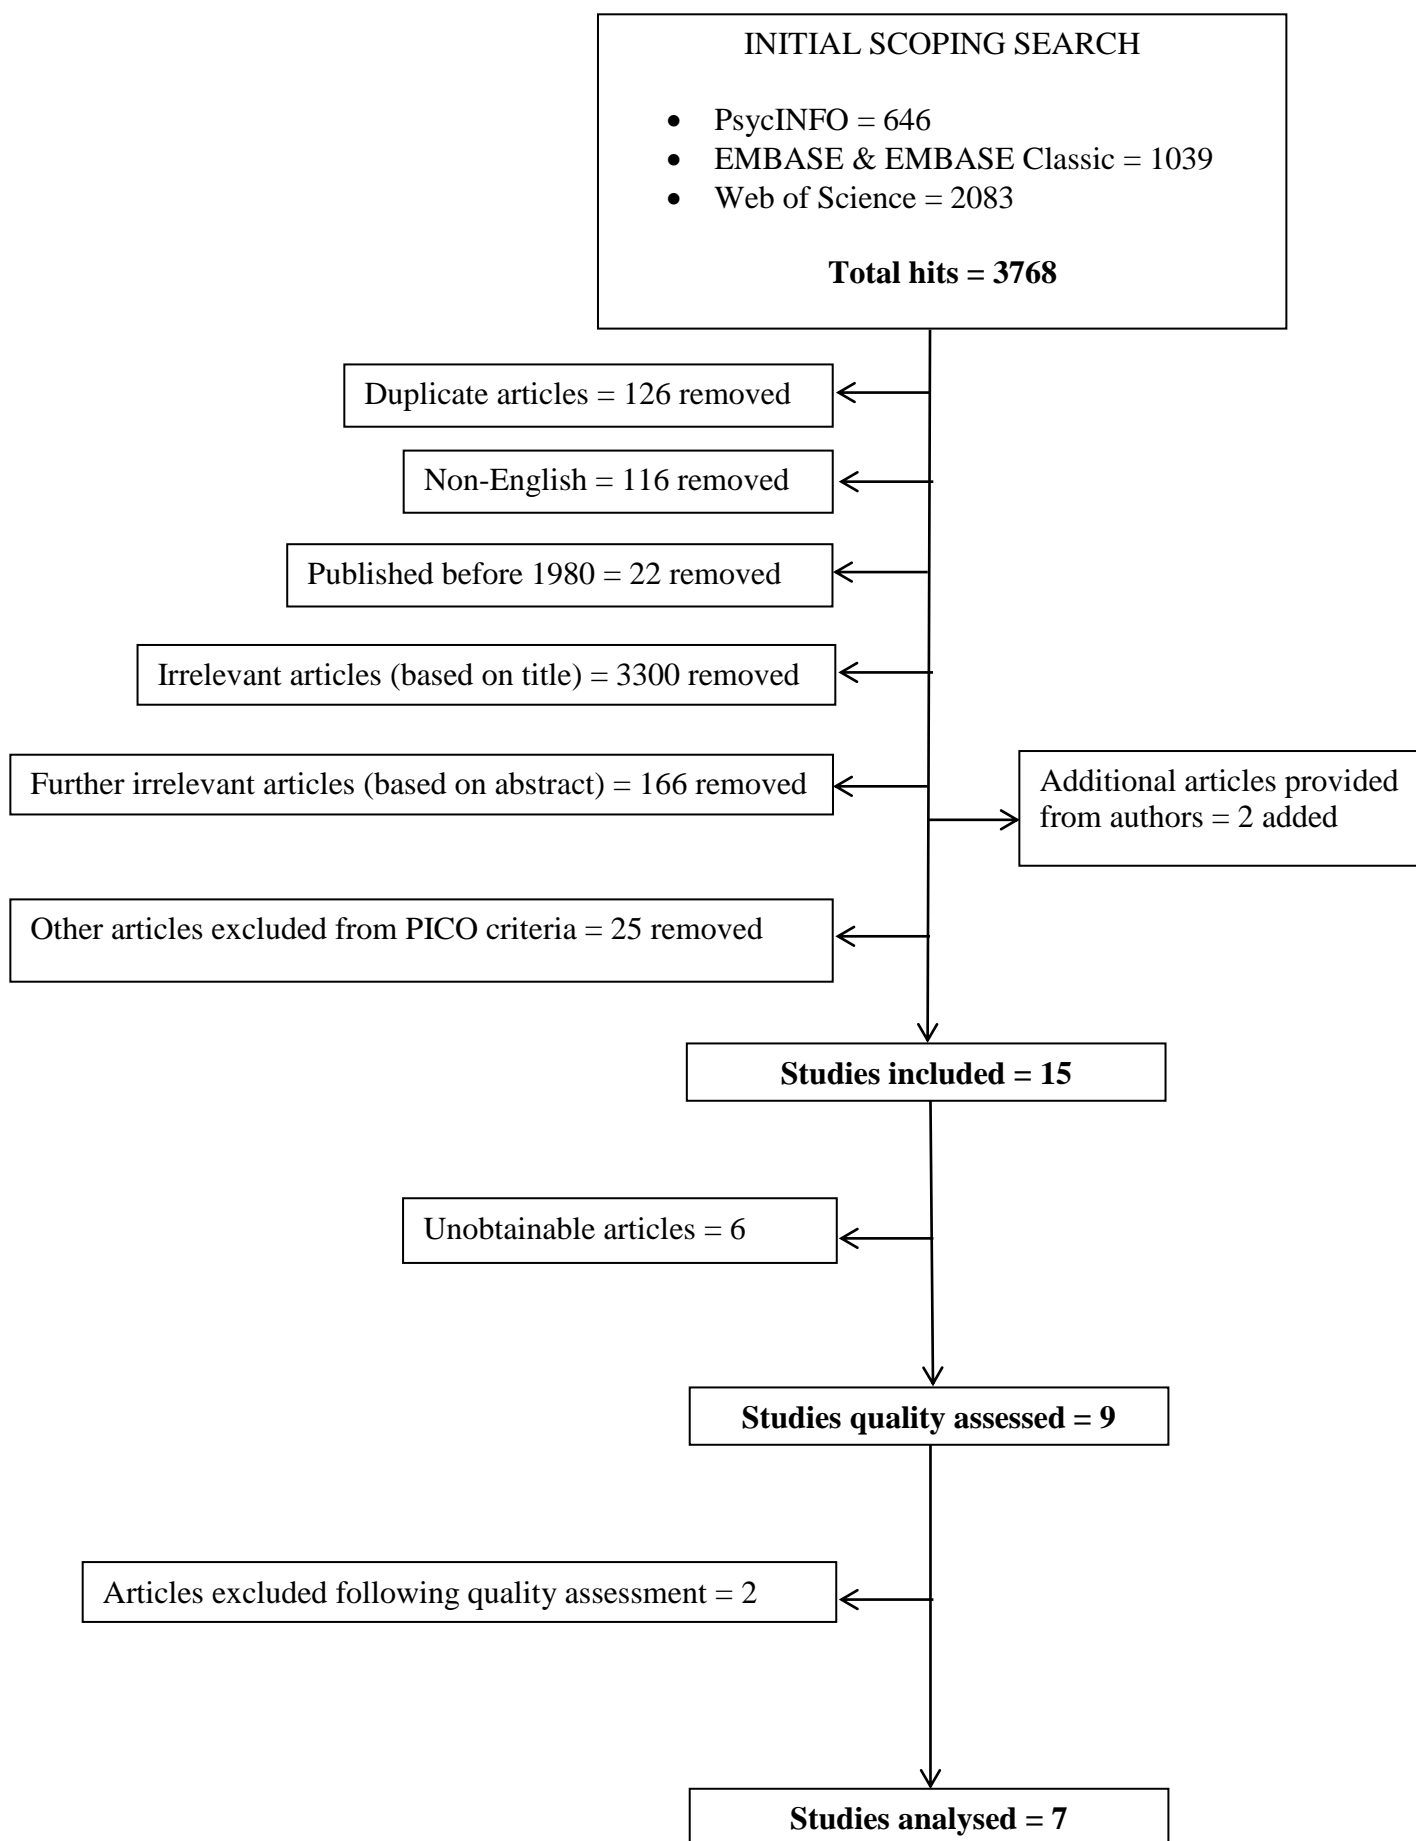 INITIAL SCOPING SEARCH
• PsycINFO = 646
• EMBASE & EMBASE Classic = 1039
• Web of Science = 2083
Total hits = 3768
Duplicate articles = 126 removed
Non-English = 116 removed
Published before 1980 = 22 removed
Irrelevant articles (based on title) = 3300 removed
Further irrelevant articles (based on abstract) = 166 removed
Additional articles provided
from authors = 2 added
Other articles excluded from PICO criteria = 25 removed
Studies included = 15
Unobtainable articles = 6
Studies quality assessed = 9
Articles excluded following quality assessment = 2
Studies analysed = 7